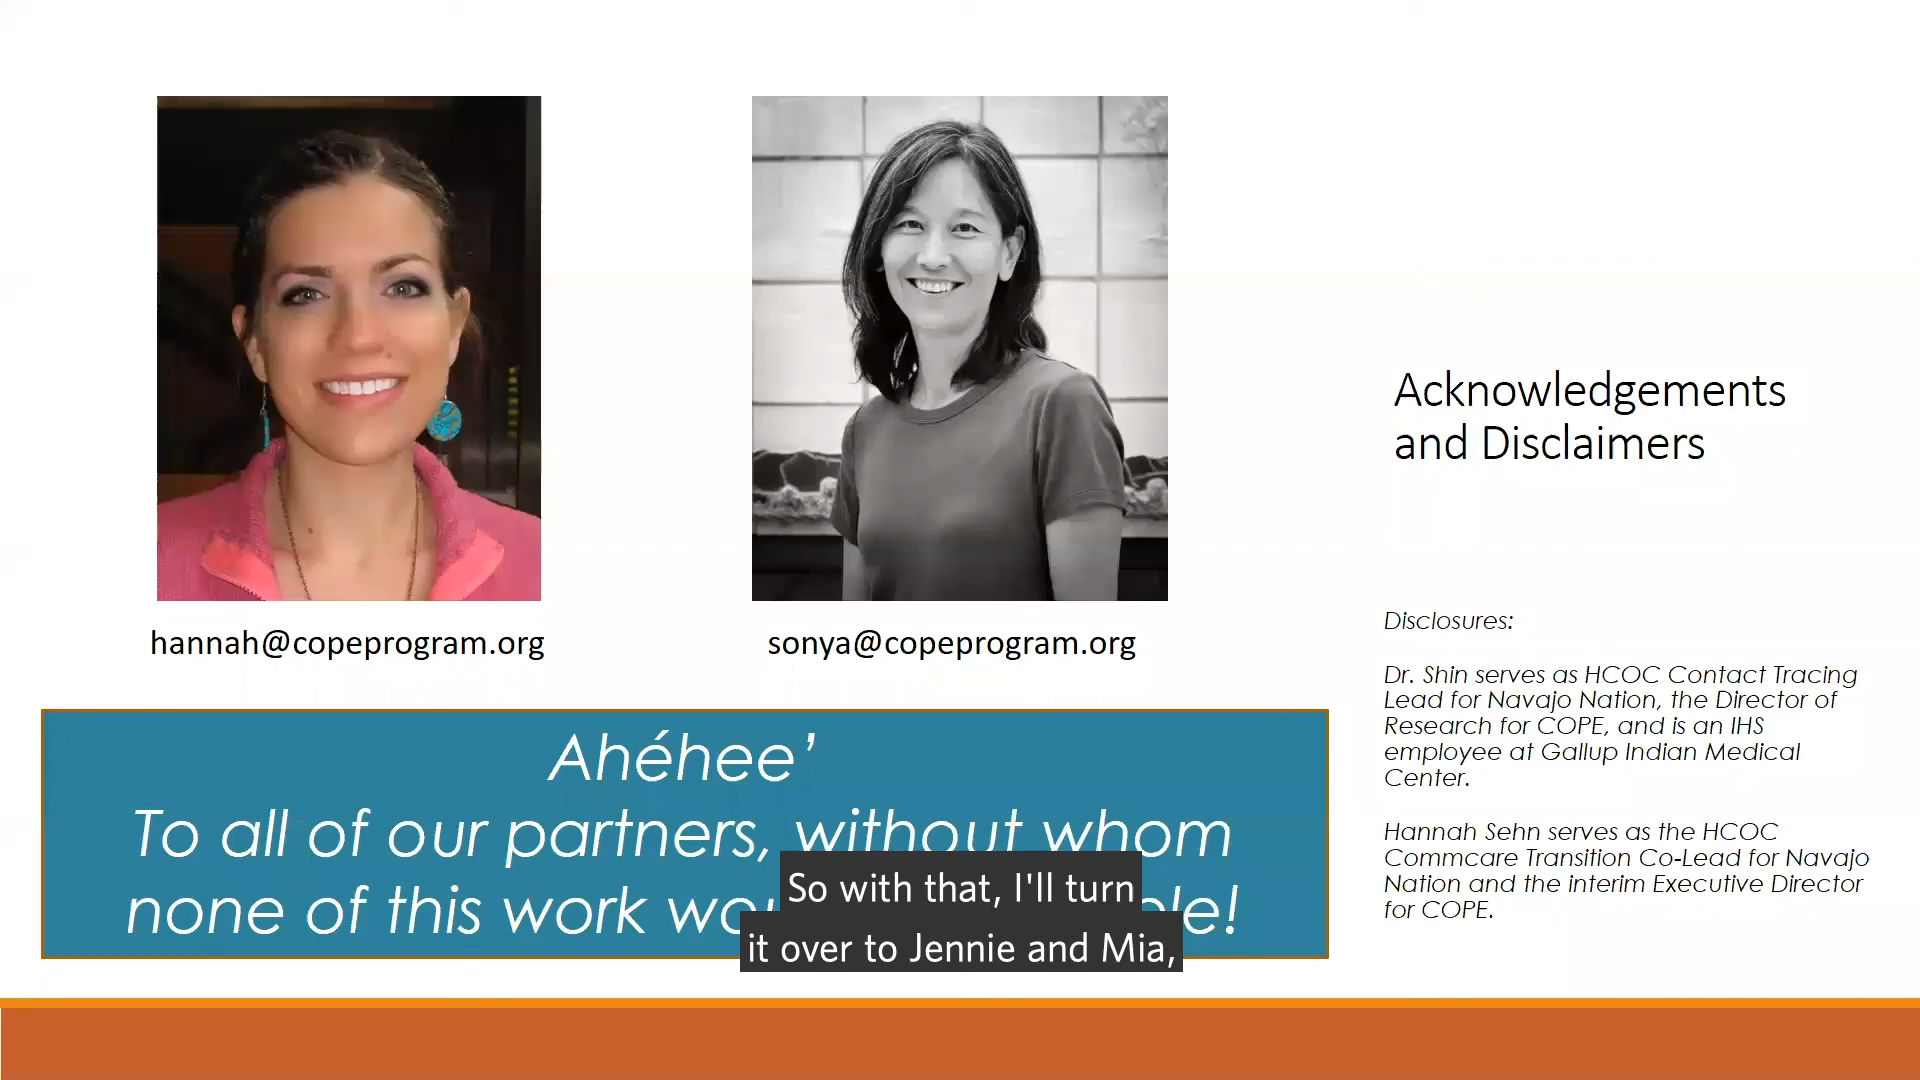 hannah@copeprogram.org
sonya@copeprogram.org
Ahéhee’
To all of our partners, without whom
none of this work
So with that, I'll turn
it over to Jennie and Mia,
Acknowledgements
and Disclaimers
Disclosures:
Dr. Shin serves as HCOC Contact Tracing
Lead for Navajo Nation, the Director of
Research for COPE, and is an IHS
employee at Gallup Indian Medical
Center.
Hannah Sehn serves as the HCOC
Commcare Transition Co-Lead for Navajo
Nation and the interim Executive Director
for COPE.